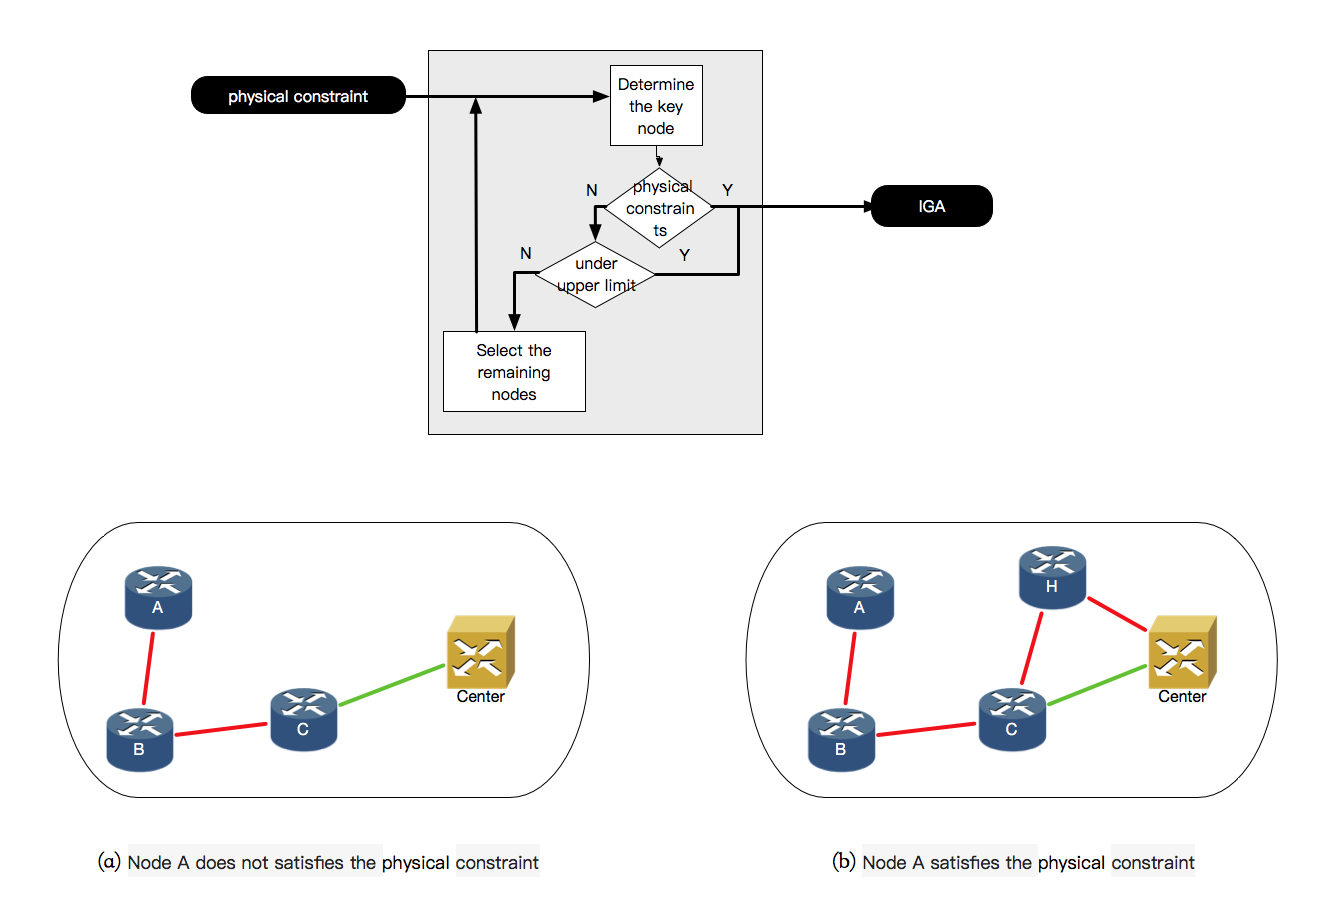 physical constraint
Determine
the key
node
N
physical
constrain
ts
Y
IGA
N
under
upper limit
Y
Select the
remaining
nodes
A
B
C
Center
A
H
B
C
Center
(a) Node A does not satisfies the physical constraint
(b) Node A satisfies the physical constraint